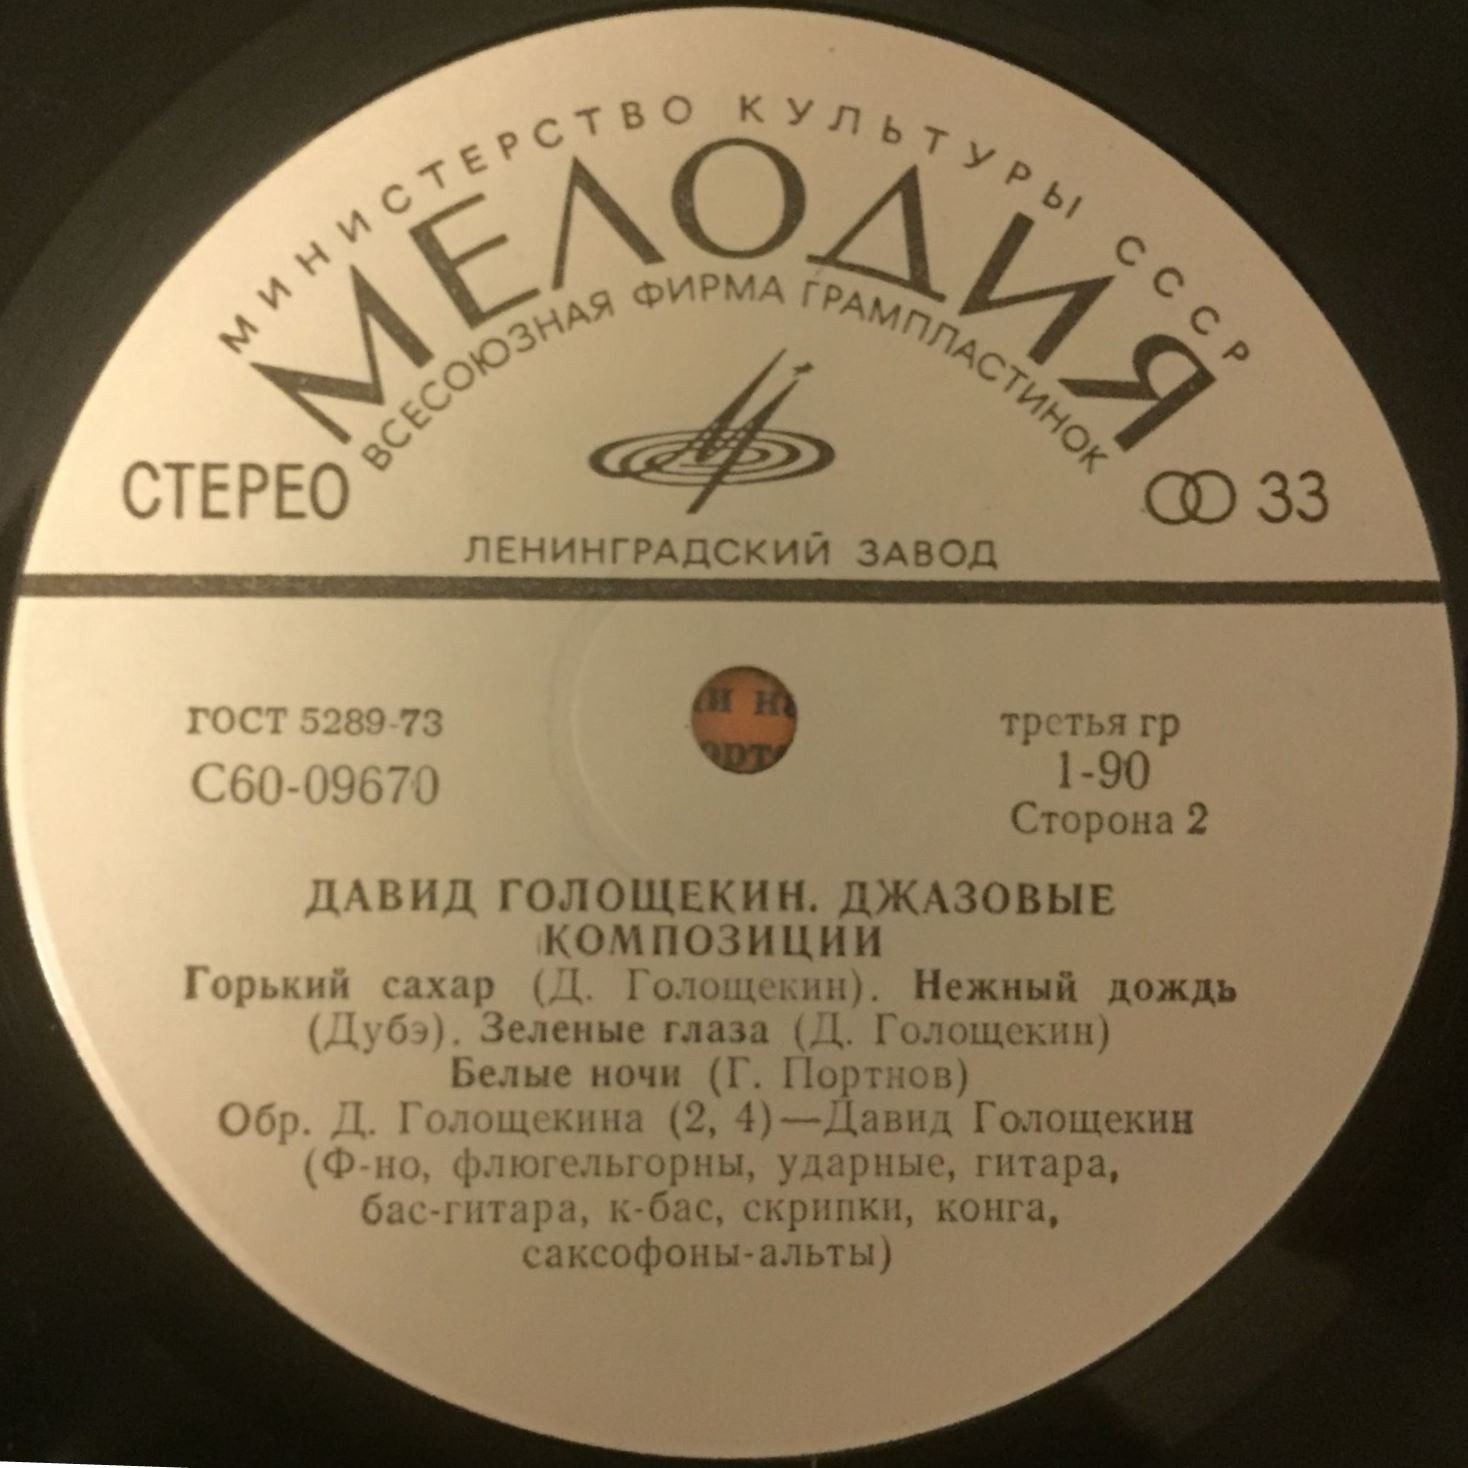 МИНИСТЕРСТВО КУЛЬТУРЫ СССР
МЕЛОДИЯ
ВСЕСОЮЗНАЯ ФИРМА ГРАМПЛАСТИНОК
СТЕРЕО
33
ЛЕНИНГРАДСКИЙ ЗАВОД
ГОСТ 5289-73
третья гр
С60-09670
1-90
Сторона 2
ДАВИД ГОЛОЩЕКИН. ДЖАЗОВЫЕ
КОМПОЗИЦИИ
Горький сахар (Д. Голощекин). Нежный дождь
(Дубэ). Зеленые глаза (Д. Голощекин)
Белые ночи (Г. Портнов)
Обр. Д. Голощекина (2, 4)—Давид Голощекин
(Ф-но, флюгельгорны, ударные, гитара,
бас-гитара, к-бас, скрипки, конга,
саксофоны-альты)